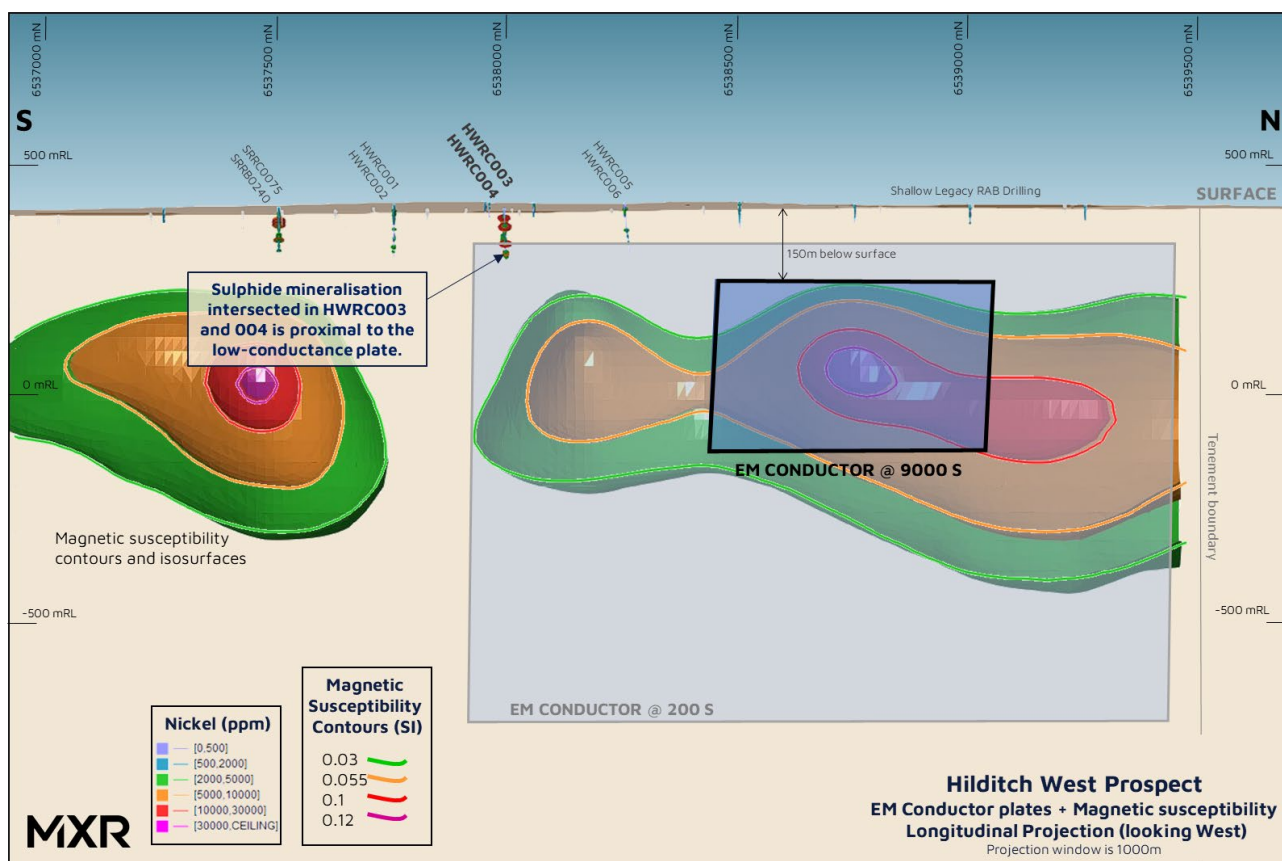 6537000 mN
6537500 mN
6538000 mN
6538500 mN
6539000 mN
6539500 mN
S
N
500 mRL
500 mRL
SRRC0075
SRRB0240
HWRC001
HWRC002
HWRC003
HWRC004
HWRC005
HWRC006
Shallow Legacy RAB Drilling
SURFACE
150m below surface
Sulphide mineralisation
intersected in HWRC003
and 004 is proximal to the
low-conductance plate.
0 mRL
0 mRL
EM CONDUCTOR @ 9000 S
Tenement boundary
Magnetic susceptibility
contours and isosurfaces
-500 mRL
-500 mRL
EM CONDUCTOR @ 200 S
Nickel (ppm)
[0,500]
[500,2000]
[2000,5000]
[5000,10000]
[10000,30000]
[30000,CEILING]
Magnetic
Susceptibility
Contours (SI)
0.03
0.055
0.1
0.12
MXR
Hilditch West Prospect
EM Conductor plates + Magnetic susceptibility
Longitudinal Projection (looking West)
Projection window is 1000m